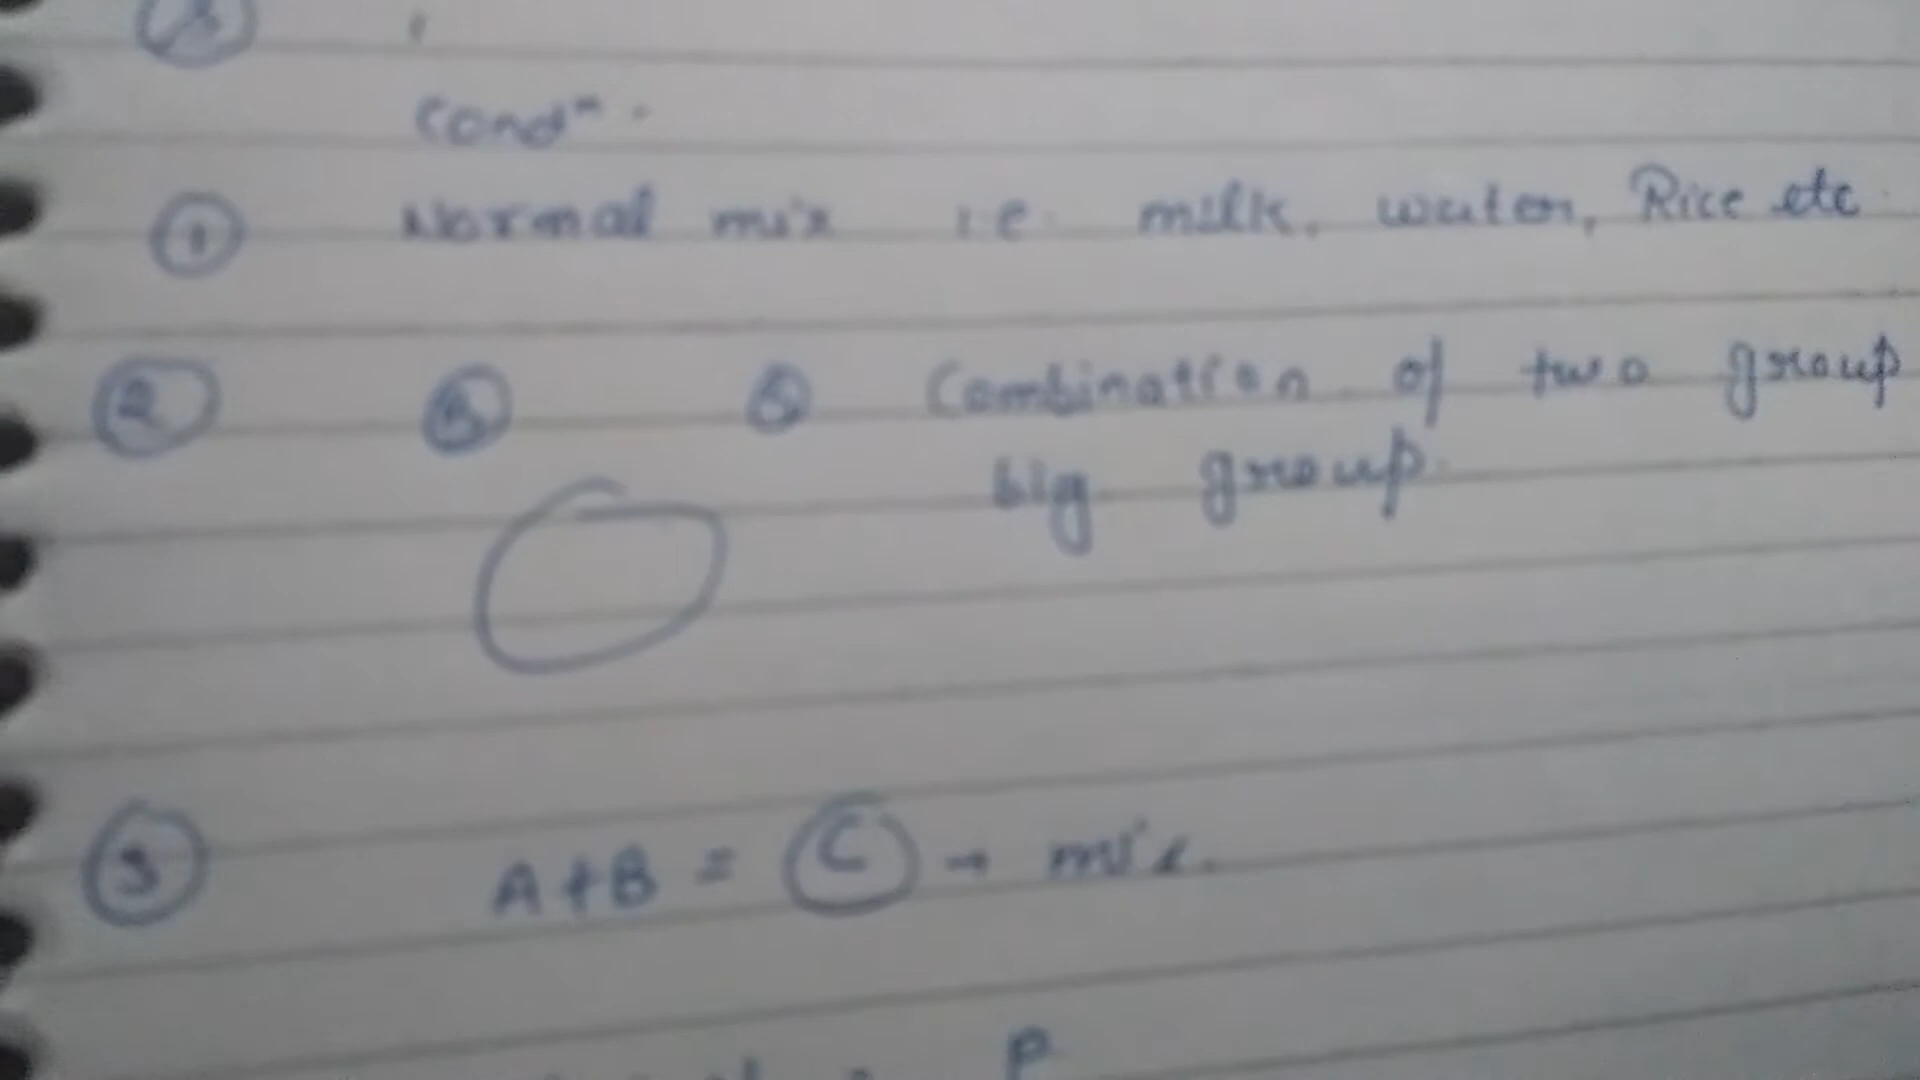 Condⁿ.
① Normal mix i.e. milk, water, Rice etc.
② Combination of two group
big group.
③ A+B = C → mix.
P